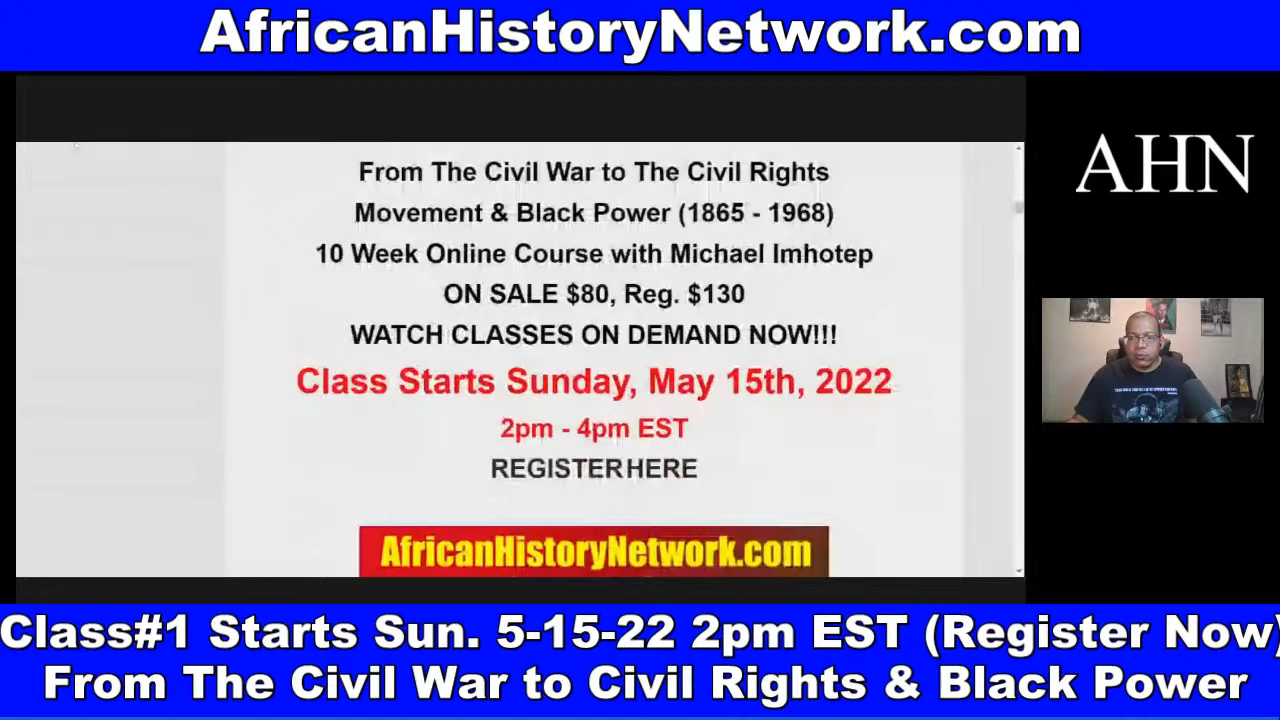 AfricanHistoryNetwork.com
AHN
From The Civil War to The Civil Rights
Movement & Black Power (1865 - 1968)
10 Week Online Course with Michael Imhotep
ON SALE $80, Reg. $130
WATCH CLASSES ON DEMAND NOW!!!
Class Starts Sunday, May 15th, 2022
2pm - 4pm EST
REGISTER HERE
AfricanHistoryNetwork.com
Class#1 Starts Sun. 5-15-22 2pm EST (Register Now)
From The Civil War to Civil Rights & Black Power